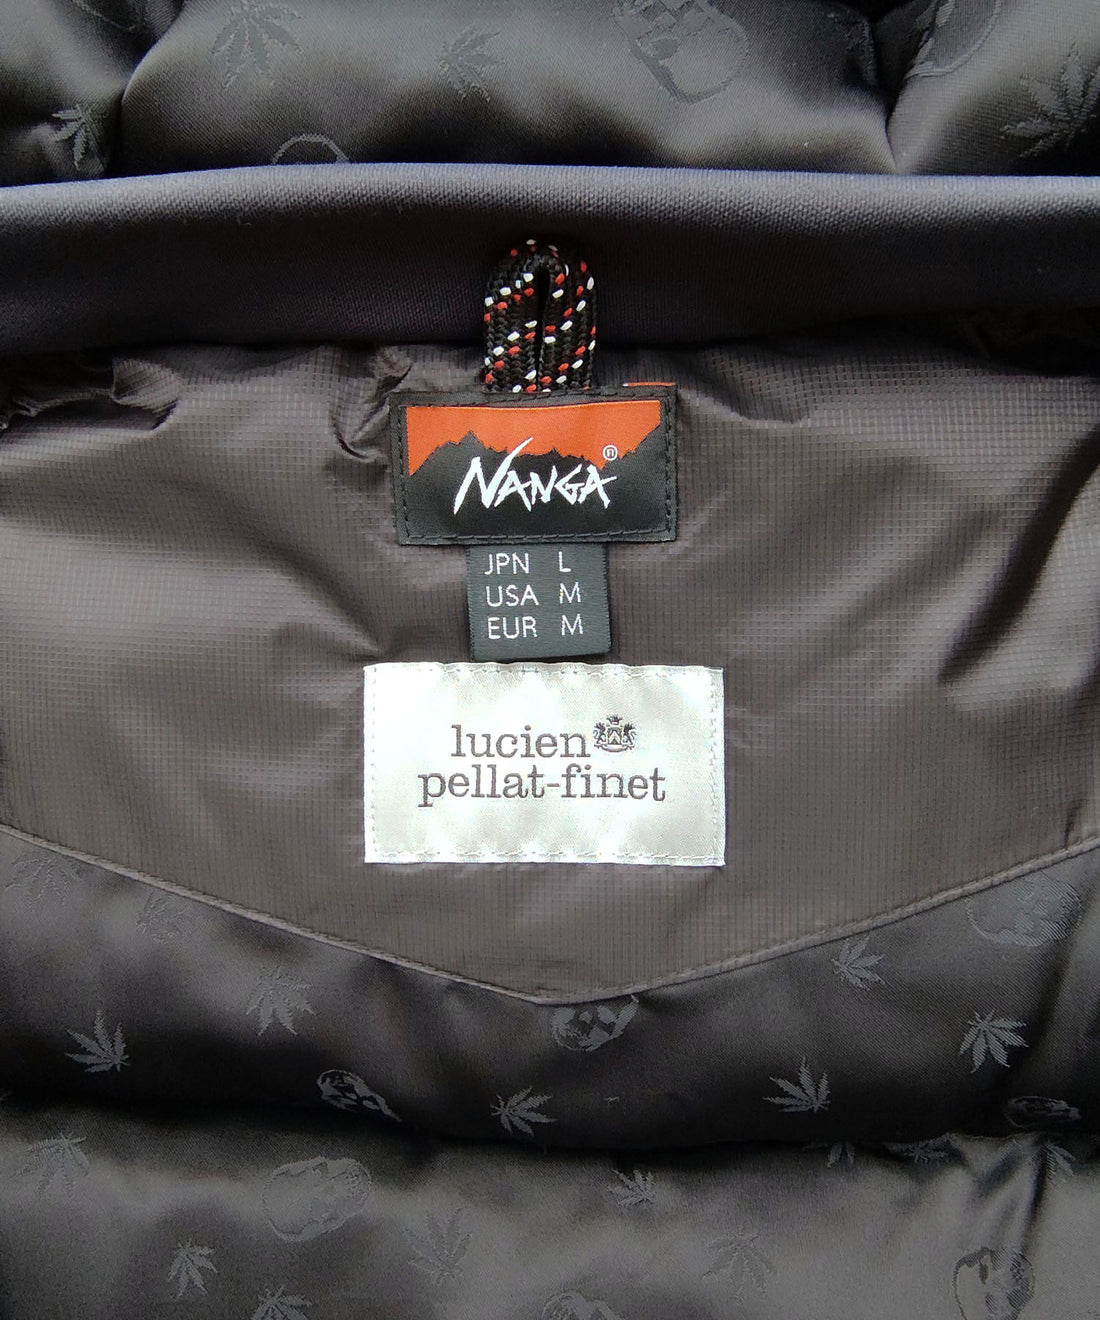 NANGA ®
JPN L
USA M
EUR M
lucien
pellat-finet